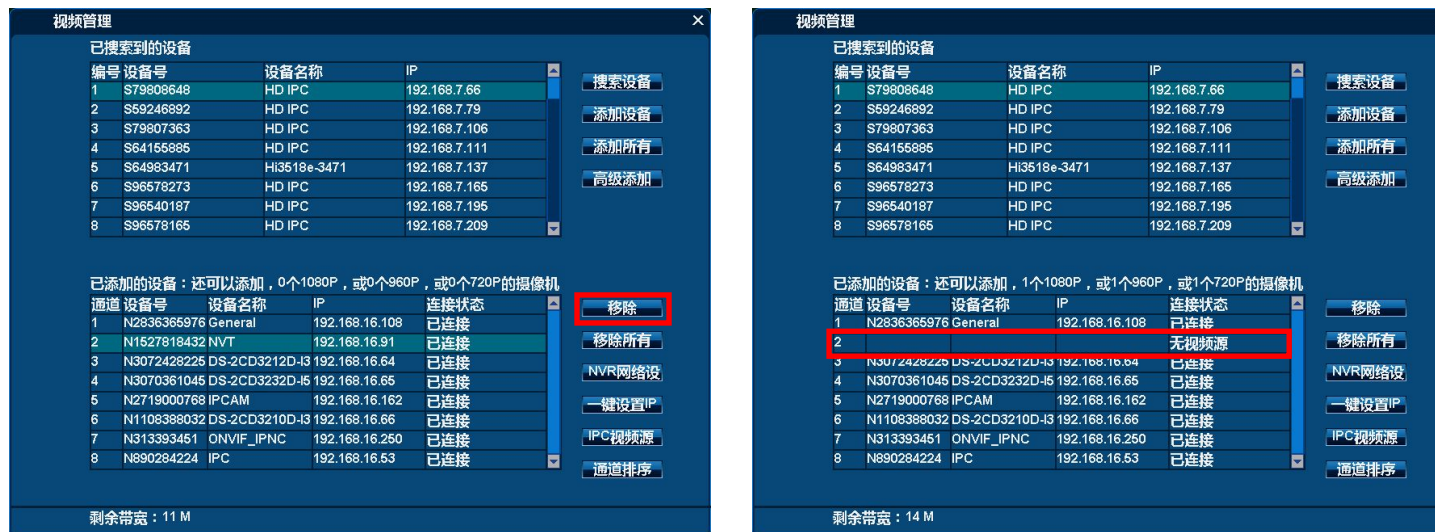 视频管理 ×
已搜索到的设备
编号 设备号 设备名称 IP
1 S79808648 HD IPC 192.168.7.66
2 S59246892 HD IPC 192.168.7.79
3 S79807363 HD IPC 192.168.7.106
4 S64155885 HD IPC 192.168.7.111
5 S64983471 Hi3518e-3471 192.168.7.137
6 S96578273 HD IPC 192.168.7.165
7 S96540187 HD IPC 192.168.7.195
8 S96578165 HD IPC 192.168.7.209
搜索设备
添加设备
添加所有
高级添加
已添加的设备：还可以添加，0个1080P，或0个960P，或0个720P的摄像机
通道 设备号 设备名称 IP 连接状态
1 N2836365976 General 192.168.16.108 已连接
2 N1527818432 NVT 192.168.16.91 已连接
3 N3072428225 DS-2CD3212D-I3 192.168.16.64 已连接
4 N3070361045 DS-2CD3232D-I5 192.168.16.65 已连接
5 N2719000768 IPCAM 192.168.16.162 已连接
6 N1108388032 DS-2CD3210D-I3 192.168.16.66 已连接
7 N313393451 ONVIF_IPNC 192.168.16.250 已连接
8 N890284224 IPC 192.168.16.53 已连接
移除
移除所有
NVR网络设
一键设置IP
IPC视频源
通道排序
剩余带宽：11 M
视频管理
已搜索到的设备
编号 设备号 设备名称 IP
1 S79808648 HD IPC 192.168.7.66
2 S59246892 HD IPC 192.168.7.79
3 S79807363 HD IPC 192.168.7.106
4 S64155885 HD IPC 192.168.7.111
5 S64983471 Hi3518e-3471 192.168.7.137
6 S96578273 HD IPC 192.168.7.165
7 S96540187 HD IPC 192.168.7.195
8 S96578165 HD IPC 192.168.7.209
搜索设备
添加设备
添加所有
高级添加
已添加的设备：还可以添加，1个1080P，或1个960P，或1个720P的摄像机
通道 设备号 设备名称 IP 连接状态
1 N2836365976 General 192.168.16.108 已连接
2 无视频源
3 N3072428225 DS-2CD3212D-I3 192.168.16.64 已连接
4 N3070361045 DS-2CD3232D-I5 192.168.16.65 已连接
5 N2719000768 IPCAM 192.168.16.162 已连接
6 N1108388032 DS-2CD3210D-I3 192.168.16.66 已连接
7 N313393451 ONVIF_IPNC 192.168.16.250 已连接
8 N890284224 IPC 192.168.16.53 已连接
移除
移除所有
NVR网络设
一键设置IP
IPC视频源
通道排序
剩余带宽：14 M